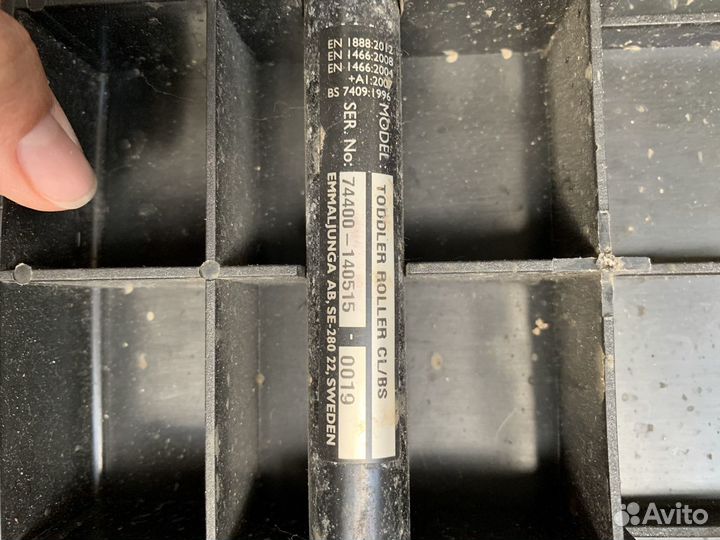 EN 1888:2012
EN 1466:2008
EN 1466:2004
+A1:200
BS 7409:1996
MODEL: TODDLER ROLLER CL/BS
SER. No: 74400-140515 - 0019
EMMALJUNGA AB, SE-280 22, SWEDEN
Avito